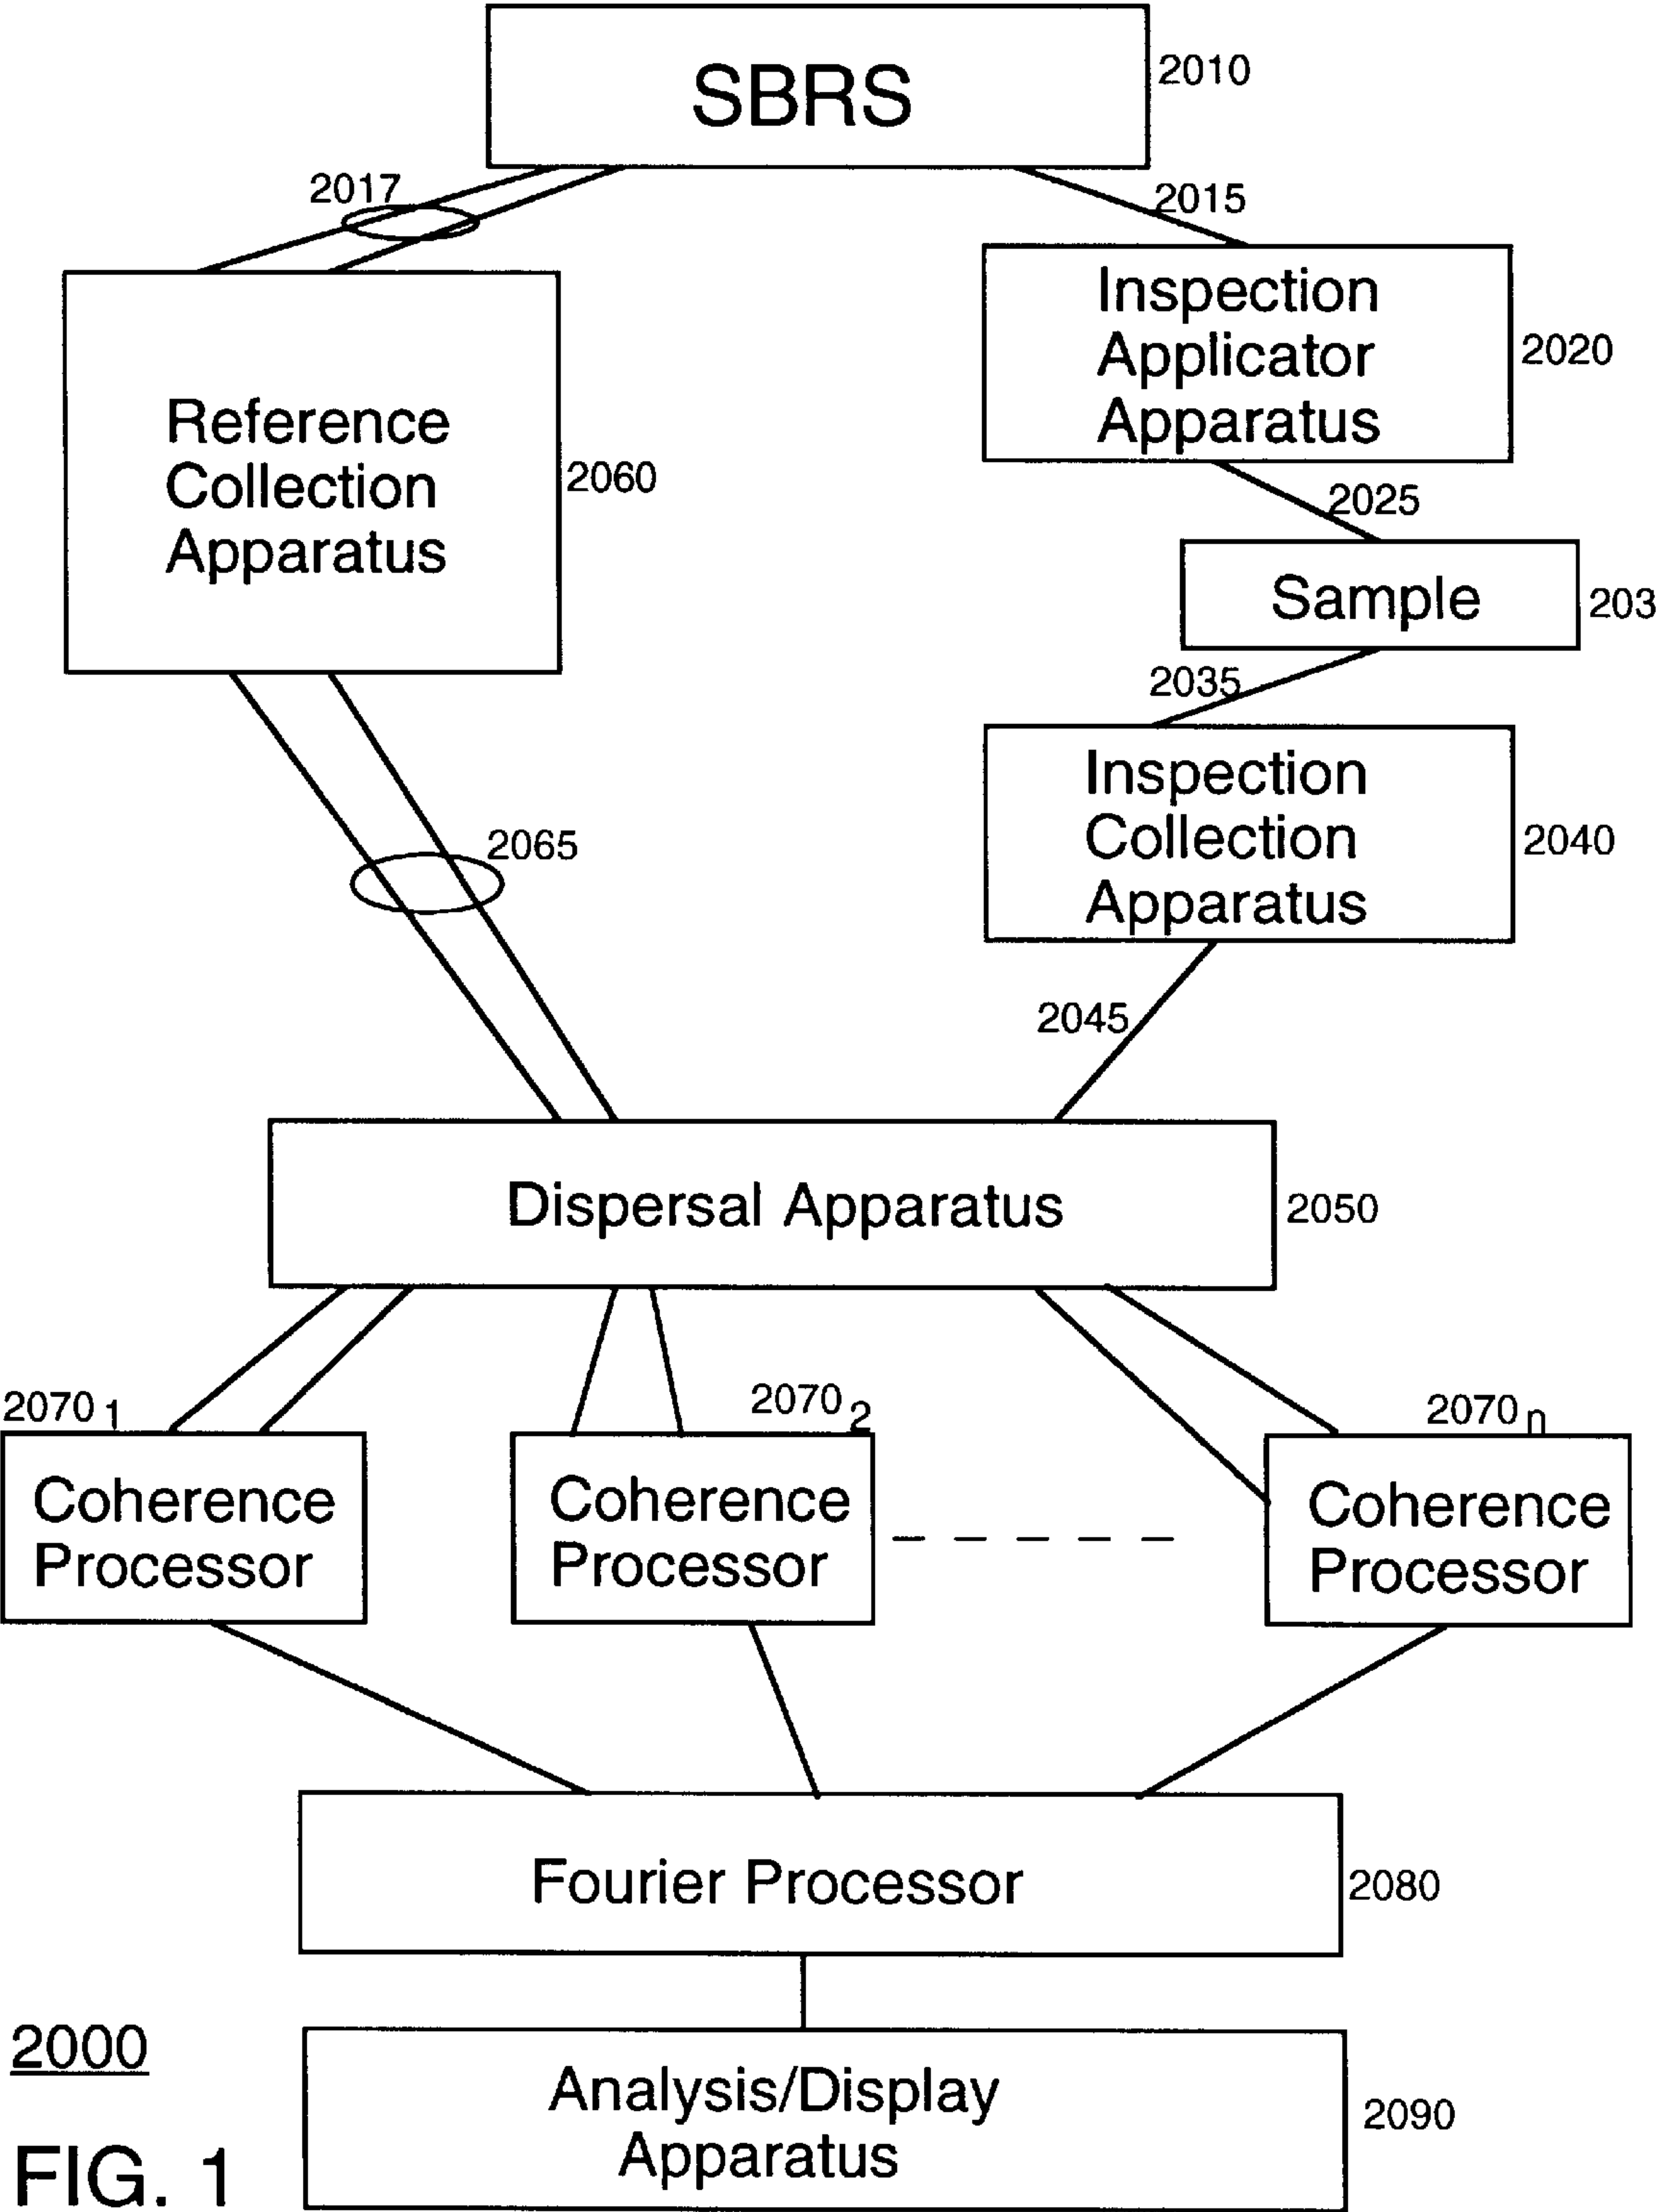 SBRS
2010
2017
2015
Inspection
Applicator
Apparatus
2020
Reference
Collection
Apparatus
2060
2025
Sample
203
2035
Inspection
Collection
Apparatus
2040
2065
2045
Dispersal Apparatus
2050
2070 1
2070 2
2070 n
Coherence
Processor
Coherence
Processor
Coherence
Processor
Fourier Processor
2080
2000
Analysis/Display
Apparatus
2090
FIG. 1